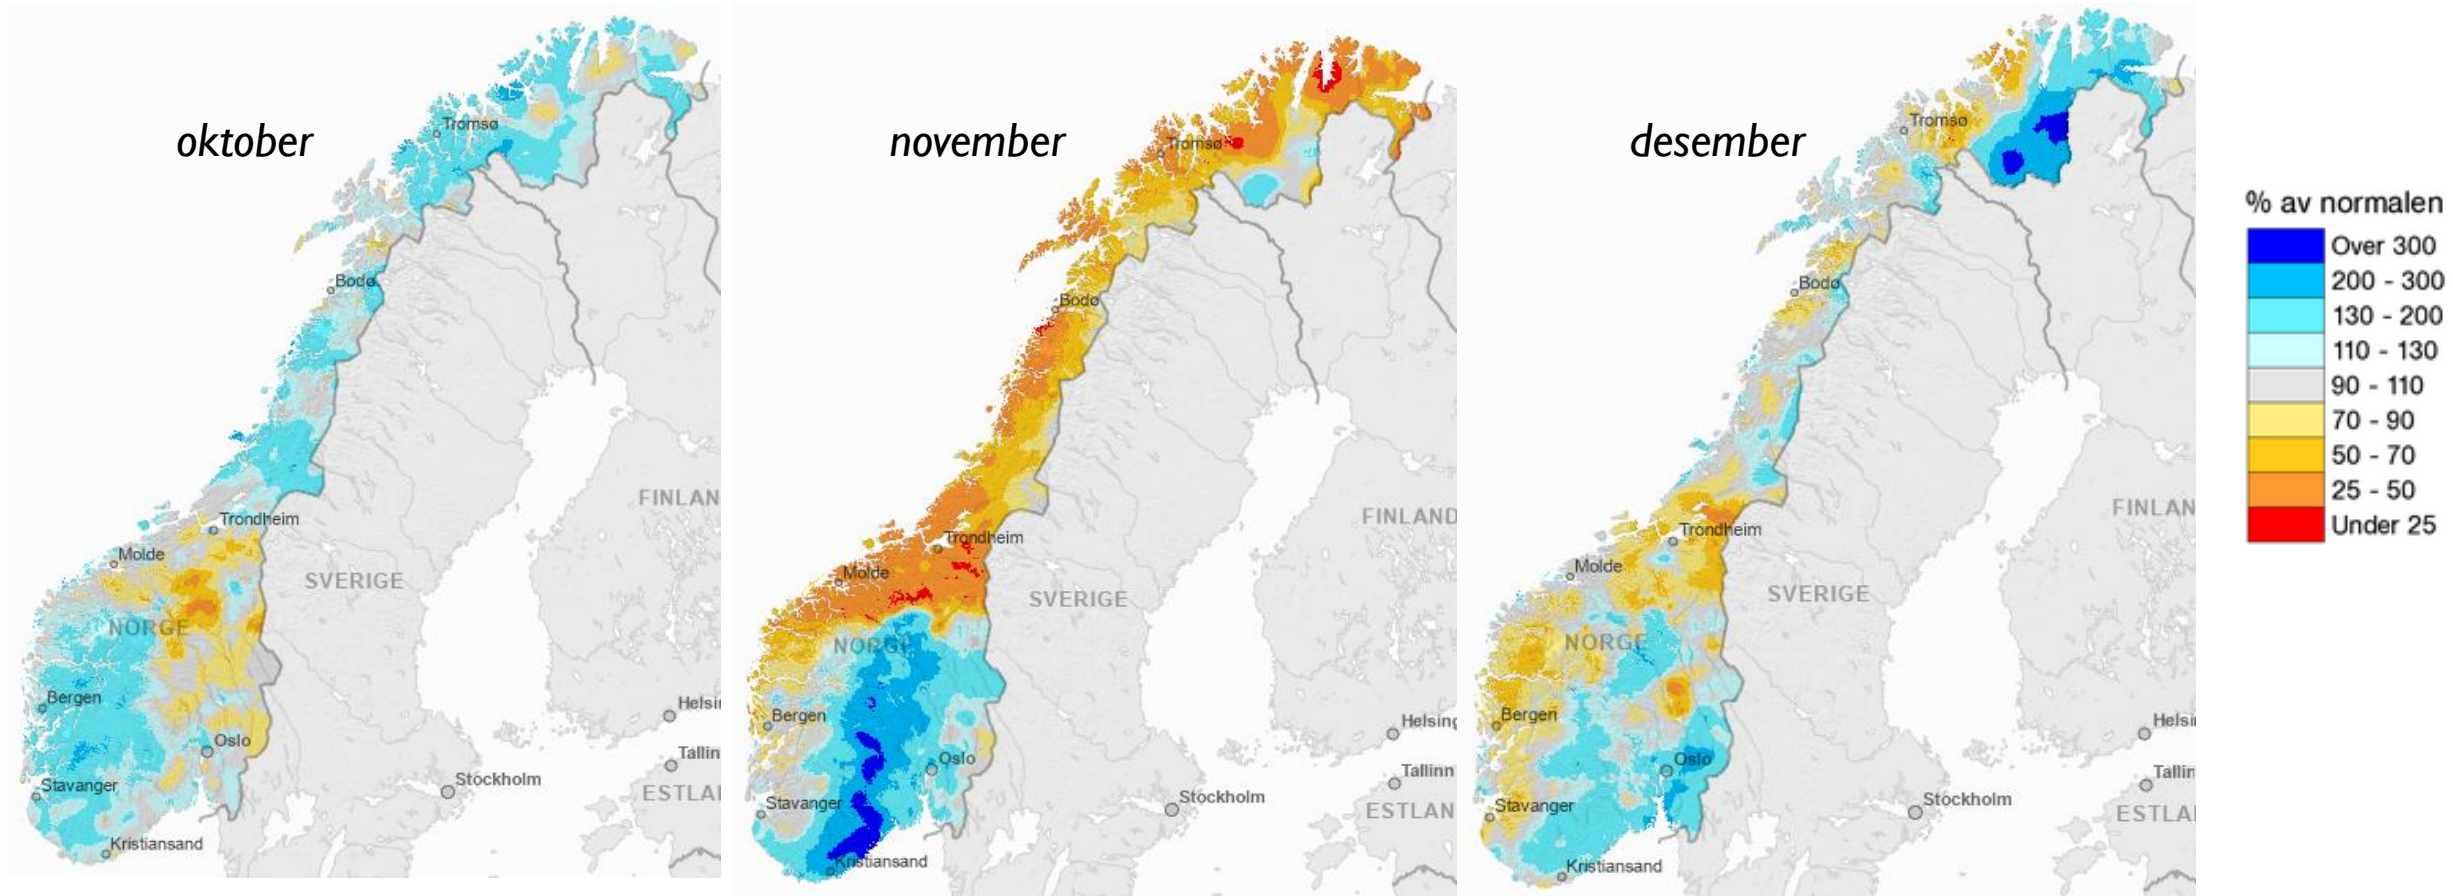 oktober
Tromsø
Bodø
FINLAN
Trondheim
Molde
SVERIGE
NORGE
Bergen
Helsi
Oslo
Tallin
Stockholm
Stavanger
ESTLA
Kristiansand
november
Tromsø
Bodø
FINLAND
Trondheim
Molde
SVERIGE
NORGE
Bergen
Helsing
Oslo
Tallinn
Stockholm
Stavanger
ESTLAN
Kristiansand
desember
Tromsø
Bodø
FINLAN
Trondheim
Molde
SVERIGE
NORGE
Bergen
Helsi
Oslo
Tallin
Stockholm
Stavanger
ESTLA
Kristiansand
% av normalen
Over 300
200 - 300
130 - 200
110 - 130
90 - 110
70 - 90
50 - 70
25 - 50
Under 25